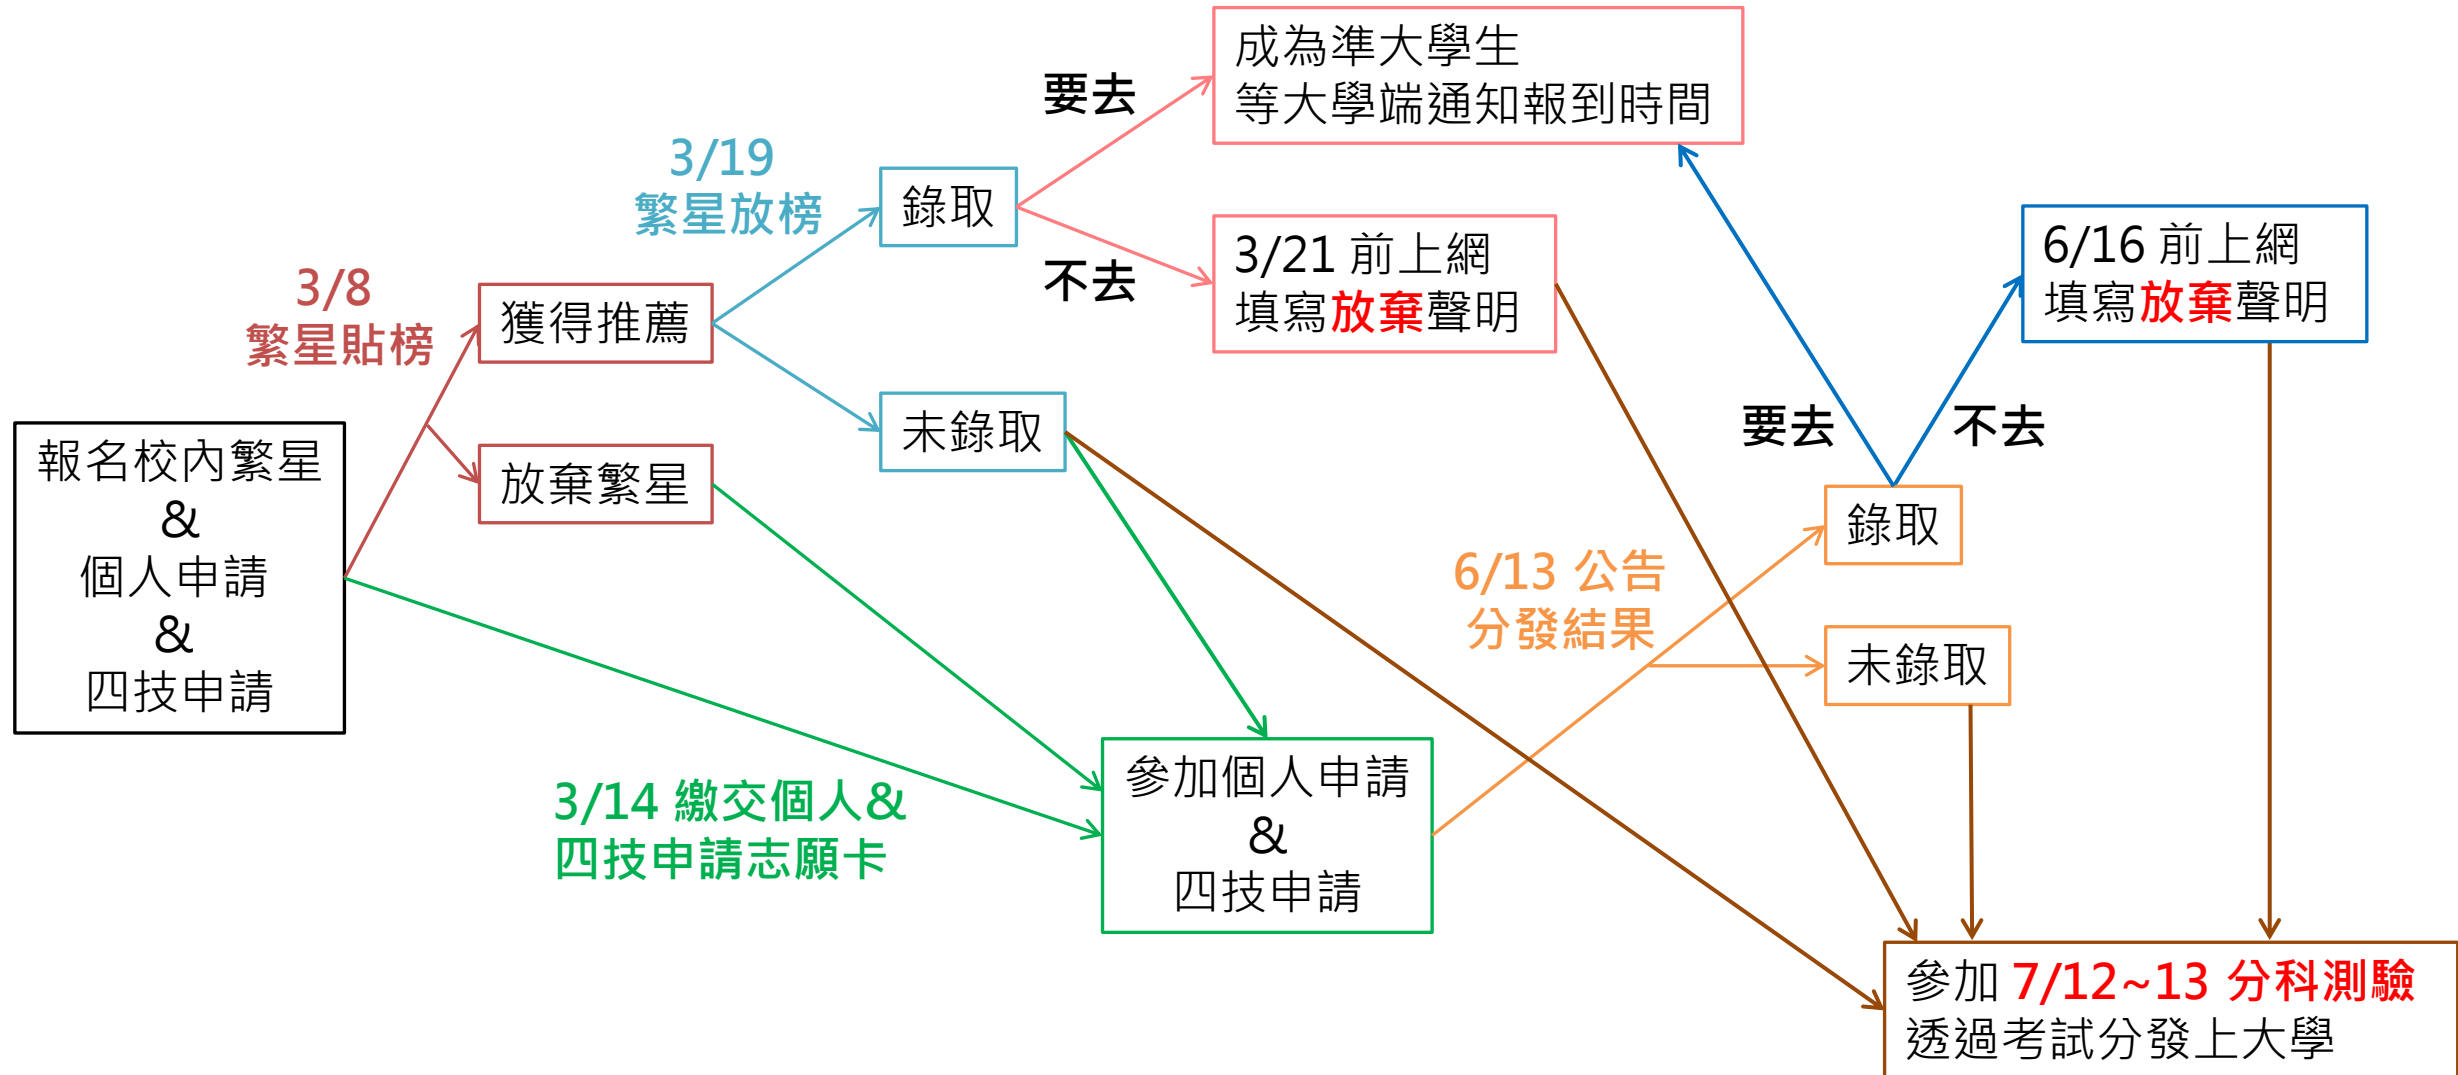 報名校內繁星
&
個人申請
&
四技申請
3/8
繁星貼榜
獲得推薦
放棄繁星
3/19
繁星放榜
錄取
未錄取
要去
不去
成為準大學生
等大學端通知報到時間
3/21 前上網
填寫放棄聲明
3/14 繳交個人&
四技申請志願卡
參加個人申請
&
四技申請
6/13 公告
分發結果
錄取
未錄取
要去
不去
6/16 前上網
填寫放棄聲明
參加 7/12~13 分科測驗
透過考試分發上大學